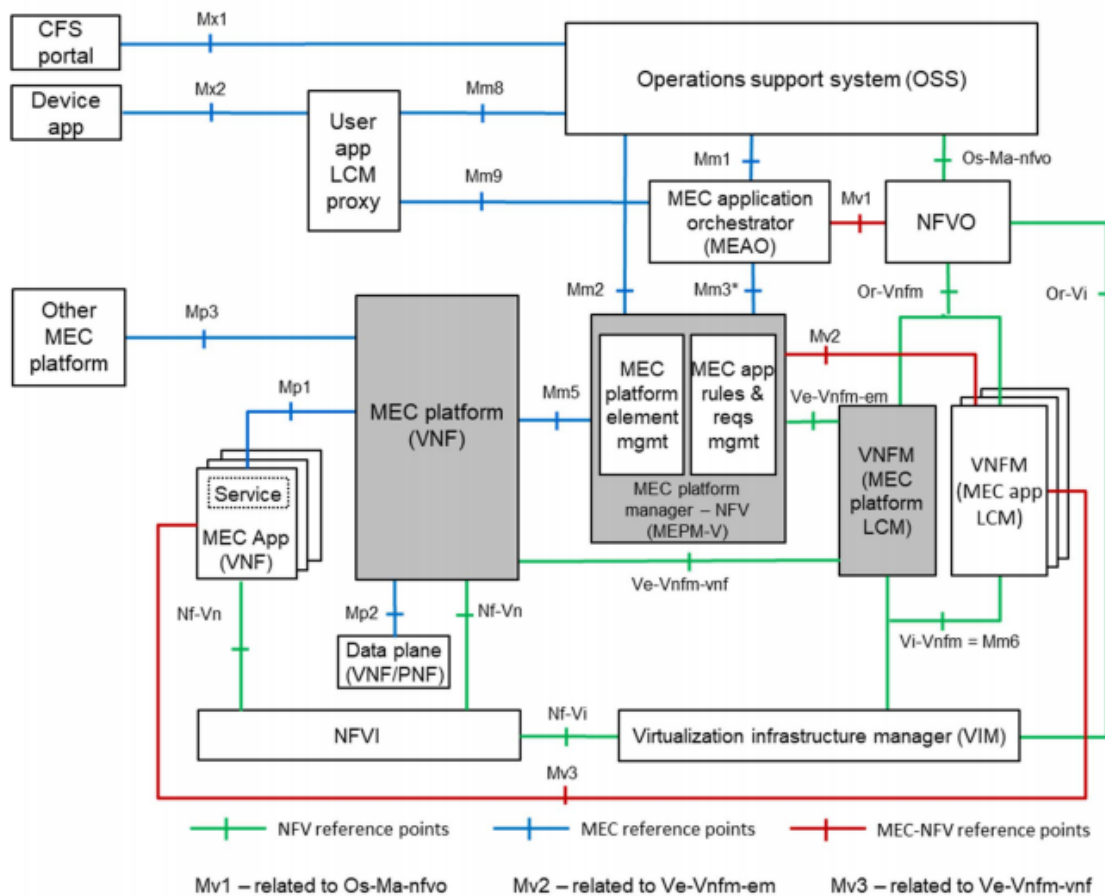 CFS
portal
Mx1
Operations support system (OSS)
Device
app
Mx2
User
app
LCM
proxy
Mm8
Mm9
Mm1
Os-Ma-nfvo
MEC application
orchestrator
(MEAO)
Mv1
NFVO
Other
MEC
platform
Mp3
Mm2
Mm3*
Or-Vnfm
Or-Vi
Mp1
MEC platform
(VNF)
Mm5
MEC
platform
element
mgmt
MEC app
rules &
reqs
mgmt
MEC platform
manager – NFV
(MEPM-V)
Mv2
Ve-Vnfm-em
VNFM
(MEC
platform
LCM)
VNFM
(MEC app
LCM)
Service
MEC App
(VNF)
Ve-Vnfm-vnf
Nf-Vn
Mp2
Nf-Vn
Data plane
(VNF/PNF)
Vi-Vnfm = Mm6
NFVI
Nf-Vi
Virtualization infrastructure manager (VIM)
Mv3
NFV reference points
MEC reference points
MEC-NFV reference points
Mv1 – related to Os-Ma-nfvo
Mv2 – related to Ve-Vnfm-em
Mv3 – related to Ve-Vnfm-vnf